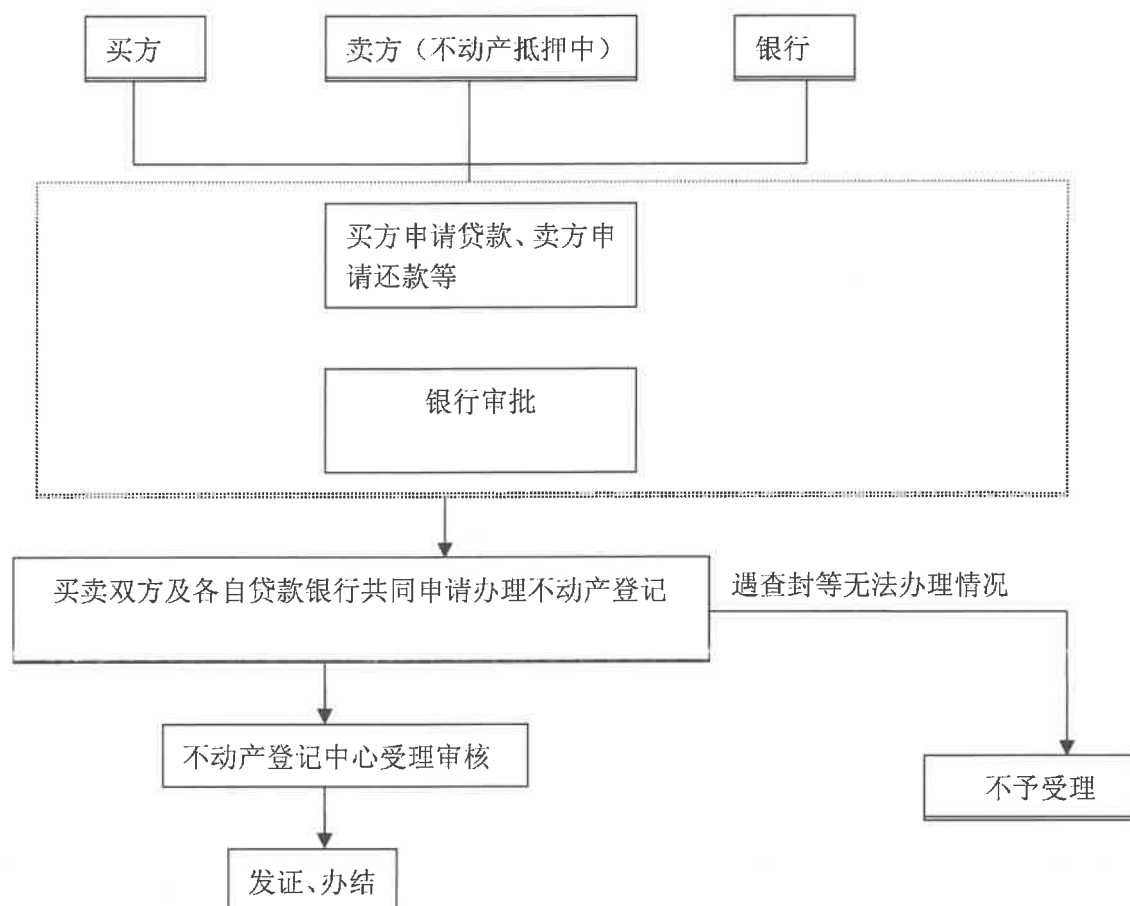 买方
卖方（不动产抵押中）
银行
买方申请贷款、卖方申
请还款等
银行审批
买卖双方及各自贷款银行共同申请办理不动产登记
遇查封等无法办理情况
不动产登记中心受理审核
不予受理
发证、办结